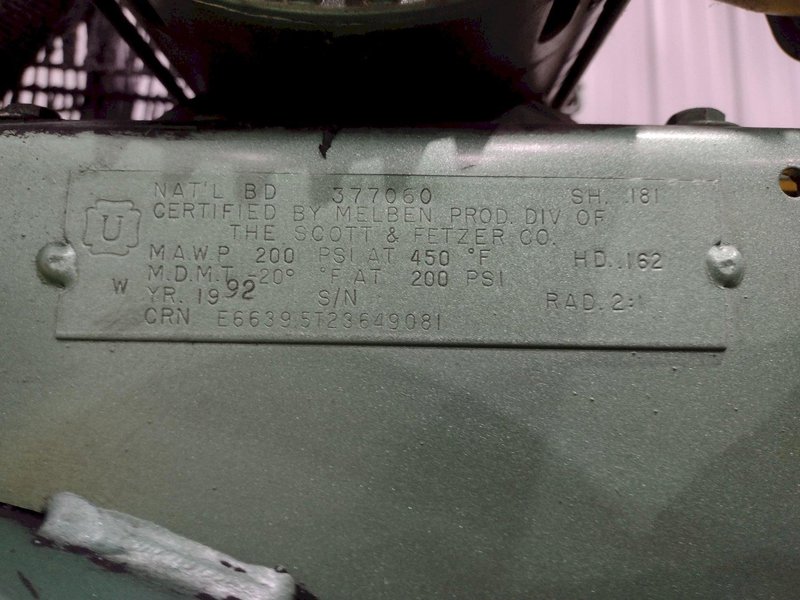 NAT'L BD 377060 SH. .181
CERTIFIED BY MELBEN PROD. DIV OF
THE SCOTT & FETZER CO.
U
M.A.W.P. 200 PSI AT 450 °F HD. .162
W M.D.M.T. -20° °F AT 200 PSI
YR. 1992 S/N RAD. 2:1
CRN E6639.5T23649081